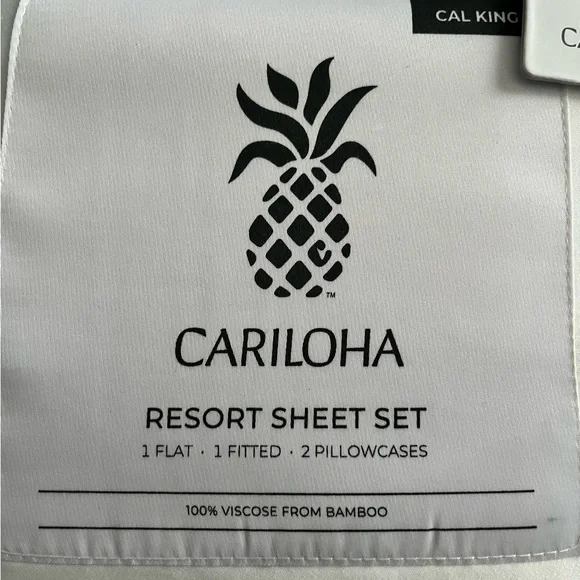 CAL KING
CARILOHA
RESORT SHEET SET
1 FLAT · 1 FITTED · 2 PILLOWCASES
100% VISCOSE FROM BAMBOO